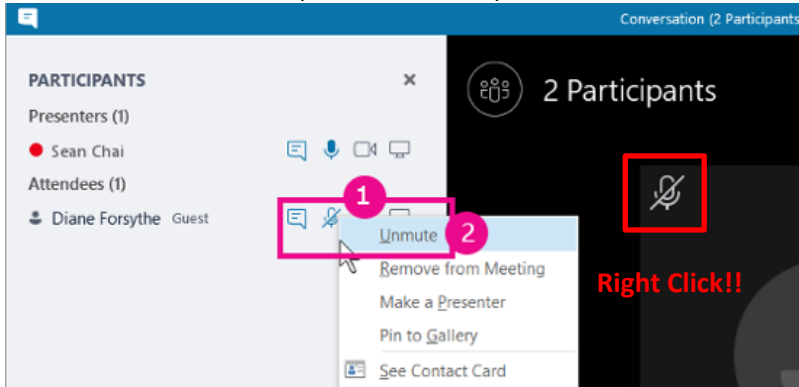 Conversation (2 Participants
PARTICIPANTS
Presenters (1)
Sean Chai
Attendees (1)
Diane Forsythe Guest
2 Participants
1
Unmute
2
Remove from Meeting
Make a Presenter
Pin to Gallery
See Contact Card
Right Click!!